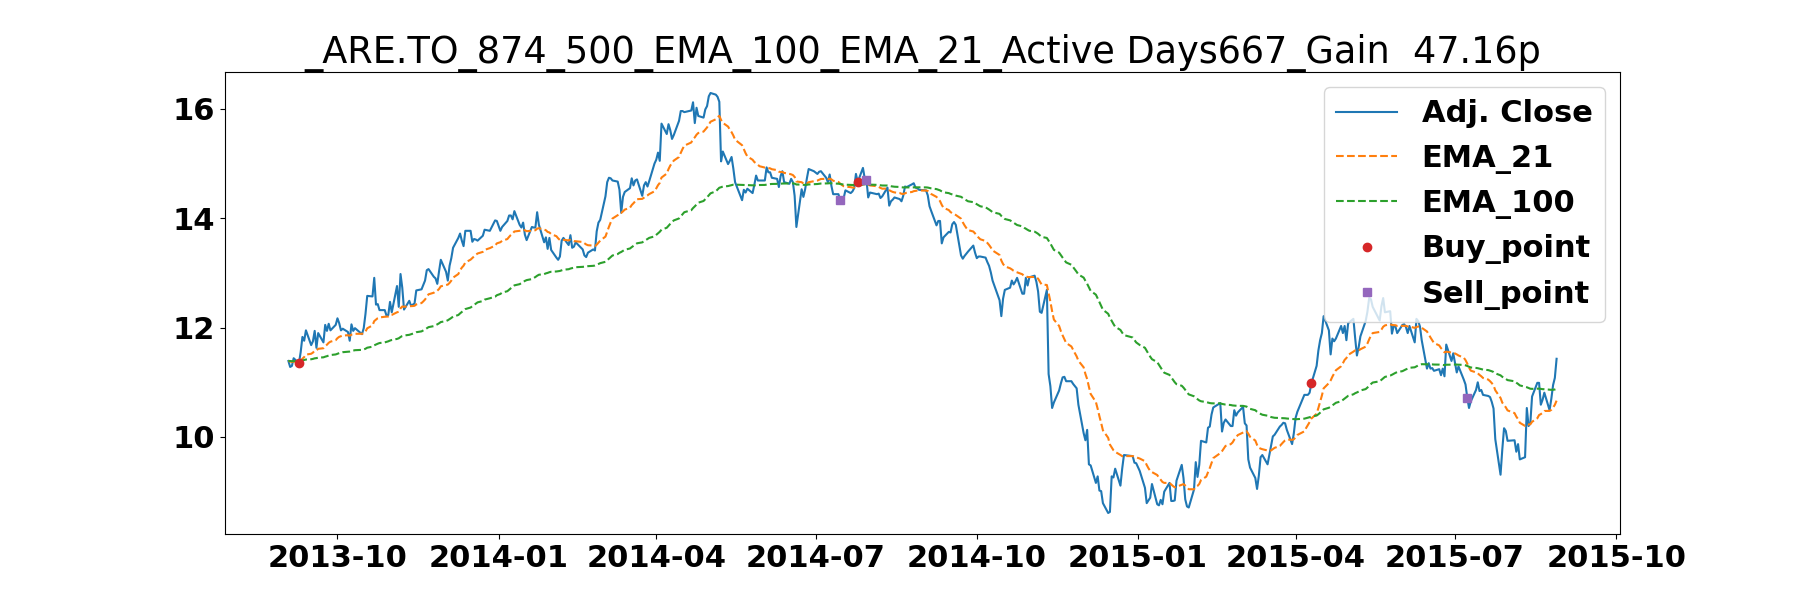 _ARE.TO_874_500_EMA_100_EMA_21_Active Days667_Gain  47.16p
16
14
12
10
Adj. Close
EMA_21
EMA_100
Buy_point
Sell_point
2013-10 2014-01 2014-04 2014-07 2014-10 2015-01 2015-04 2015-07 2015-10